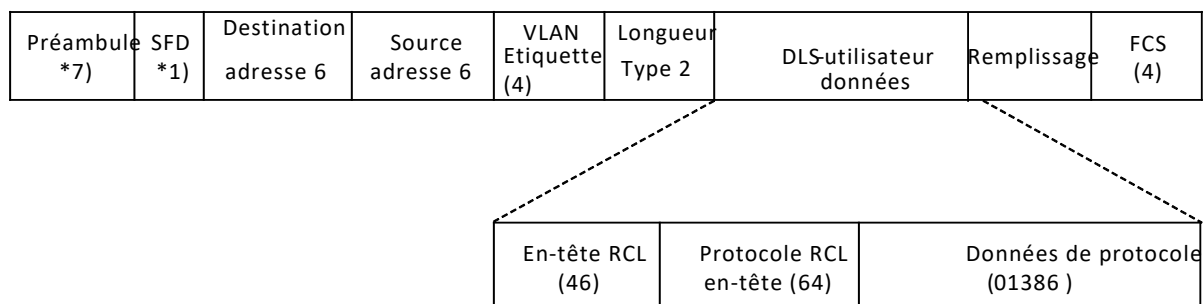 Préambule
*7)
SFD
*1)
Destination
adresse 6
Source
adresse 6
VLAN
Etiquette
(4)
Longueur
Type 2
DLS-utilisateur
données
Remplissage
FCS
(4)
En-tête RCL
(46)
Protocole RCL
en-tête (64)
Données de protocole
(01386 )